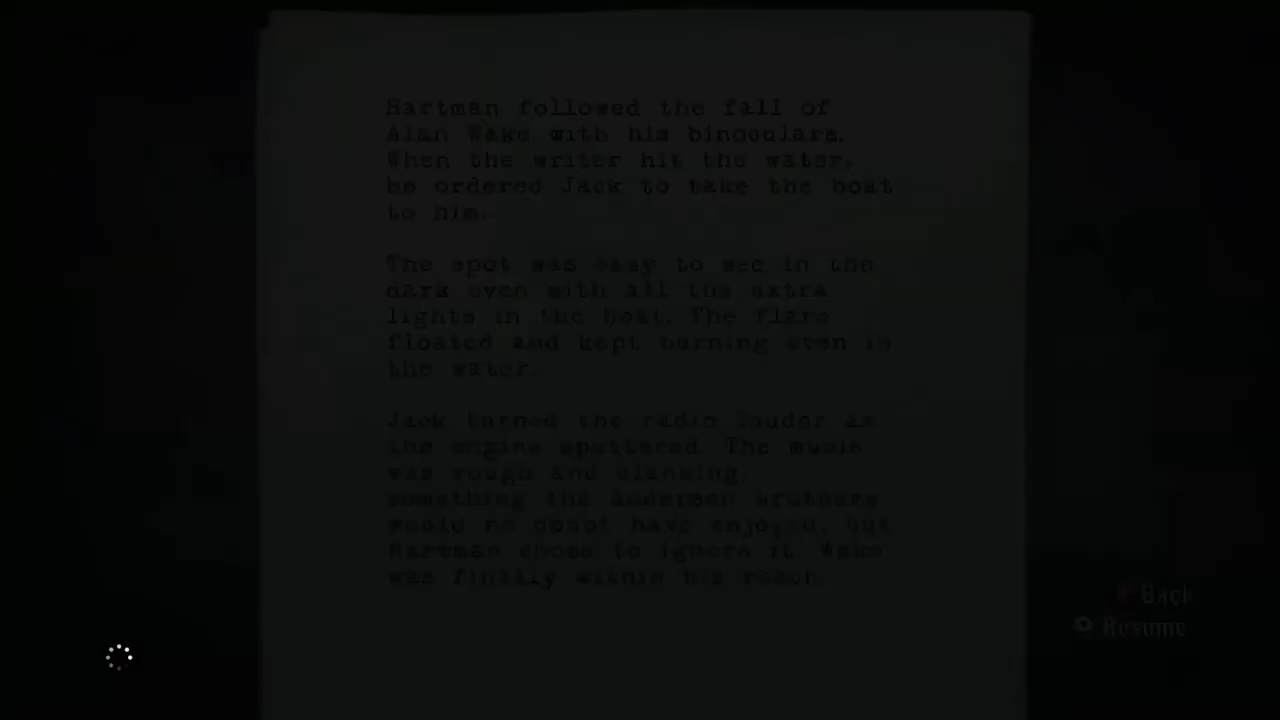 Hartman followed the fall of
Alan Wake with his binoculars.
When the writer hit the water,
he ordered Jack to take the boat
to him.
The spot was easy to see in the
dark even with all the extra
lights in the boat. The flare
floated and kept burning even in
the water.
Jack turned the radio louder as
the engine sputtered. The music
was rough and clanking,
something the Anderson brothers
would no doubt have enjoyed, but
Hartman chose to ignore it. Wake
was finally within his reach.
Back
Resume